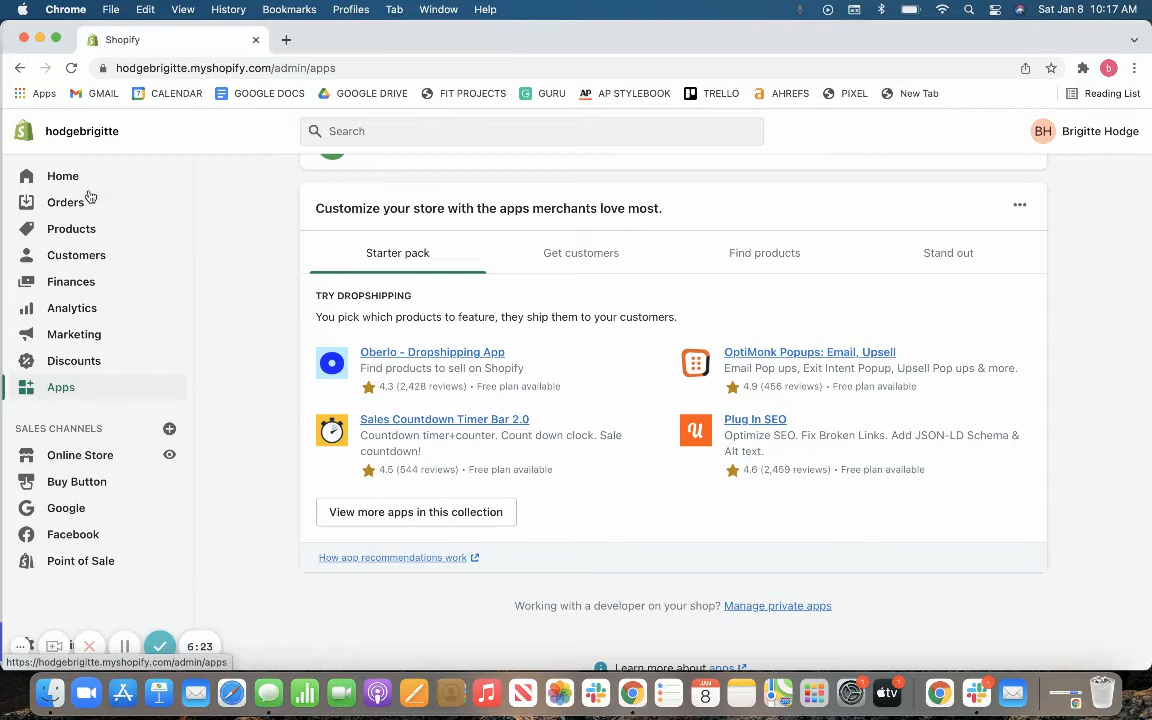 Chrome File Edit View History Bookmarks Profiles Tab Window Help Sat Jan 8 10:17 AM
Shopify
hodgebrigitte.myshopify.com/admin/apps b
Apps GMAIL CALENDAR GOOGLE DOCS GOOGLE DRIVE FIT PROJECTS GURU AP AP STYLEBOOK TRELLO AHREFS PIXEL New Tab Reading List
hodgebrigitte Search BH Brigitte Hodge
Home
Orders
Products
Customers
Finances
Analytics
Marketing
Discounts
Apps
SALES CHANNELS
Online Store
Buy Button
Google
Facebook
Point of Sale
Customize your store with the apps merchants love most.
Starter pack Get customers Find products Stand out
TRY DROPSHIPPING
You pick which products to feature, they ship them to your customers.
Oberlo - Dropshipping App
Find products to sell on Shopify
4.3 (2,428 reviews) • Free plan available
OptiMonk Popups: Email, Upsell
Email Pop ups, Exit Intent Popup, Upsell Pop ups & more.
4.9 (456 reviews) • Free plan available
Sales Countdown Timer Bar 2.0
Countdown timer+counter. Count down clock. Sale
countdown!
4.5 (544 reviews) • Free plan available
Plug In SEO
Optimize SEO. Fix Broken Links. Add JSON-LD Schema &
Alt text.
4.6 (2,459 reviews) • Free plan available
View more apps in this collection
How app recommendations work
Working with a developer on your shop? Manage private apps
Learn more about apps
6:23
https://hodgebrigitte.myshopify.com/admin/apps
JAN
8
1
tv
1